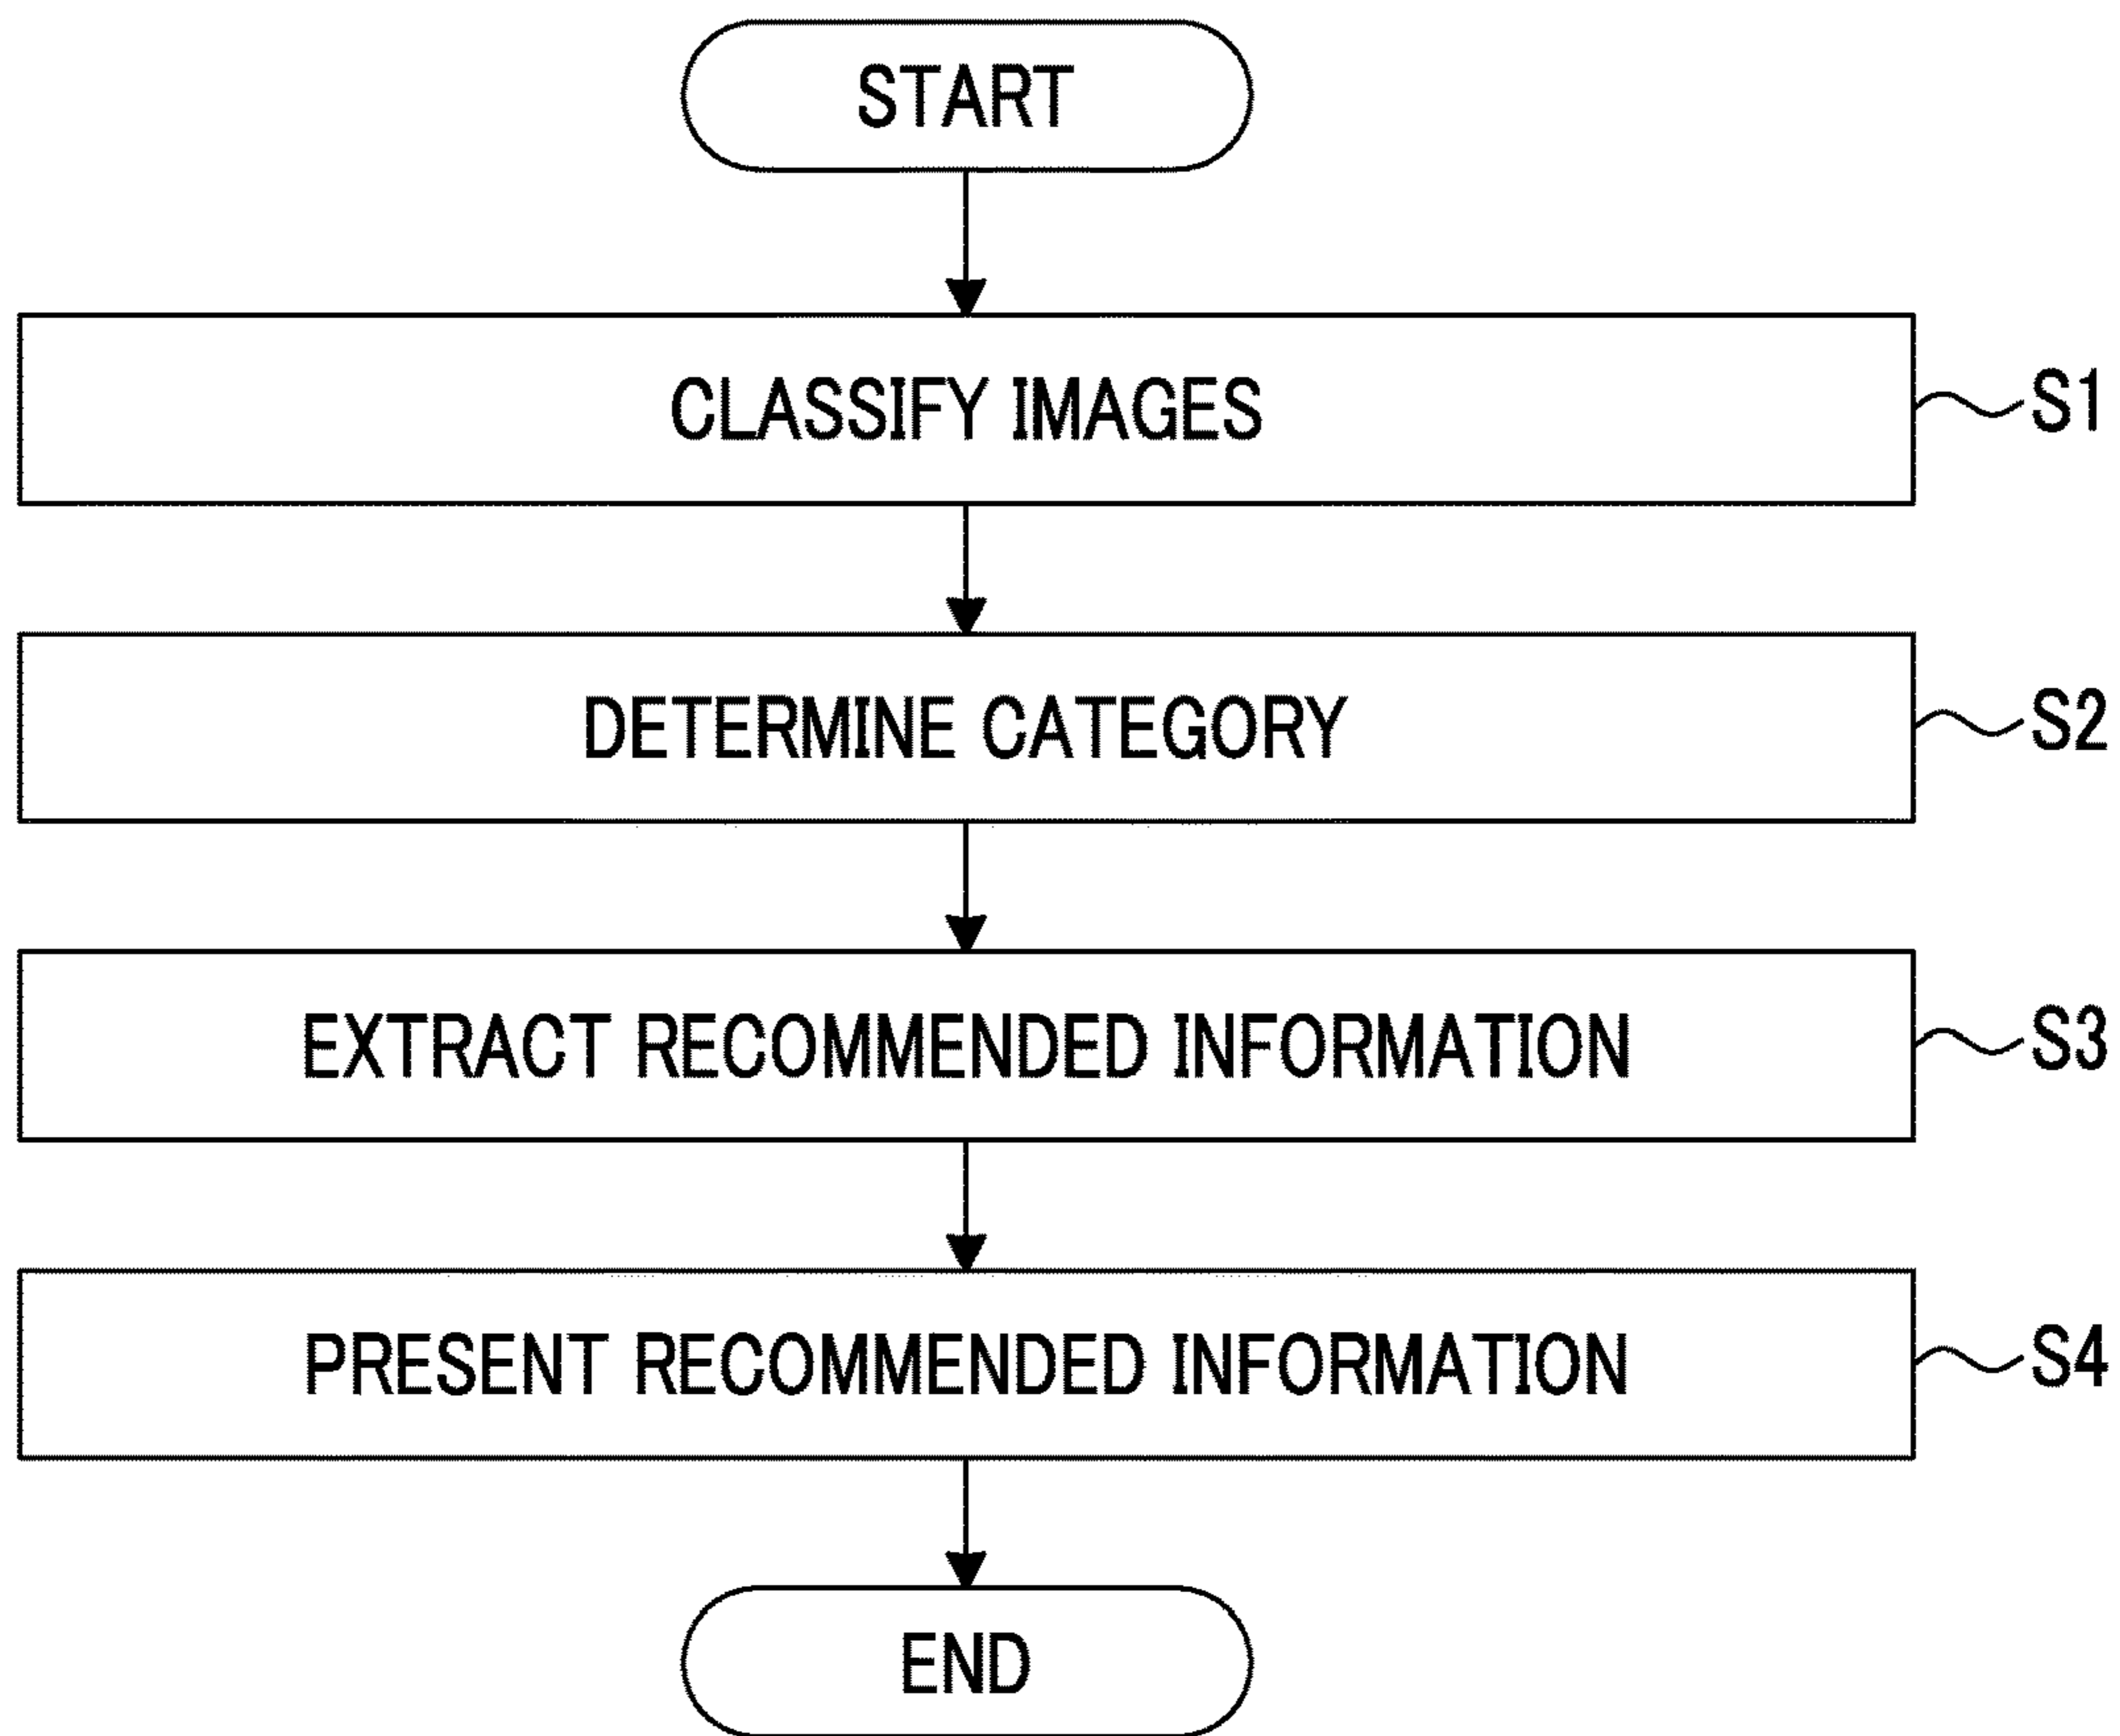 START
CLASSIFY IMAGES
S1
DETERMINE CATEGORY
S2
EXTRACT RECOMMENDED INFORMATION
S3
PRESENT RECOMMENDED INFORMATION
S4
END